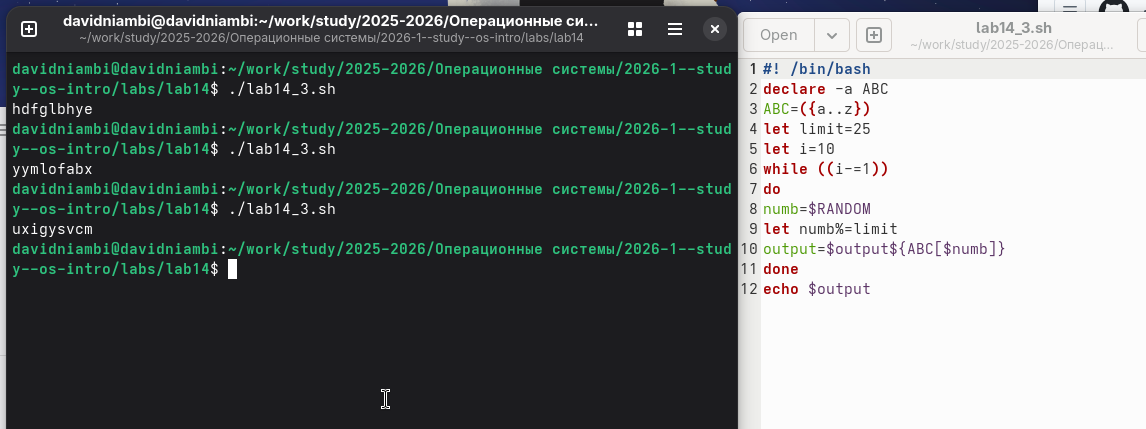 davidniambi@davidniambi:~/work/study/2025-2026/Операционные си...
~/work/study/2025-2026/Операционные системы/2026-1--study--os-intro/labs/lab14
davidniambi@davidniambi:~/work/study/2025-2026/Операционные системы/2026-1--stud
y--os-intro/labs/lab14$ ./lab14_3.sh
hdfglbhye
davidniambi@davidniambi:~/work/study/2025-2026/Операционные системы/2026-1--stud
y--os-intro/labs/lab14$ ./lab14_3.sh
yymlofabx
davidniambi@davidniambi:~/work/study/2025-2026/Операционные системы/2026-1--stud
y--os-intro/labs/lab14$ ./lab14_3.sh
uxigysvcm
davidniambi@davidniambi:~/work/study/2025-2026/Операционные системы/2026-1--stud
y--os-intro/labs/lab14$
Open
lab14_3.sh
~/work/study/2025-2026/Операц...
1 #! /bin/bash
2 declare -a ABC
3 ABC=({a..z})
4 let limit=25
5 let i=10
6 while ((i-=1))
7 do
8 numb=$RANDOM
9 let numb%=limit
10 output=$output${ABC[$numb]}
11 done
12 echo $output